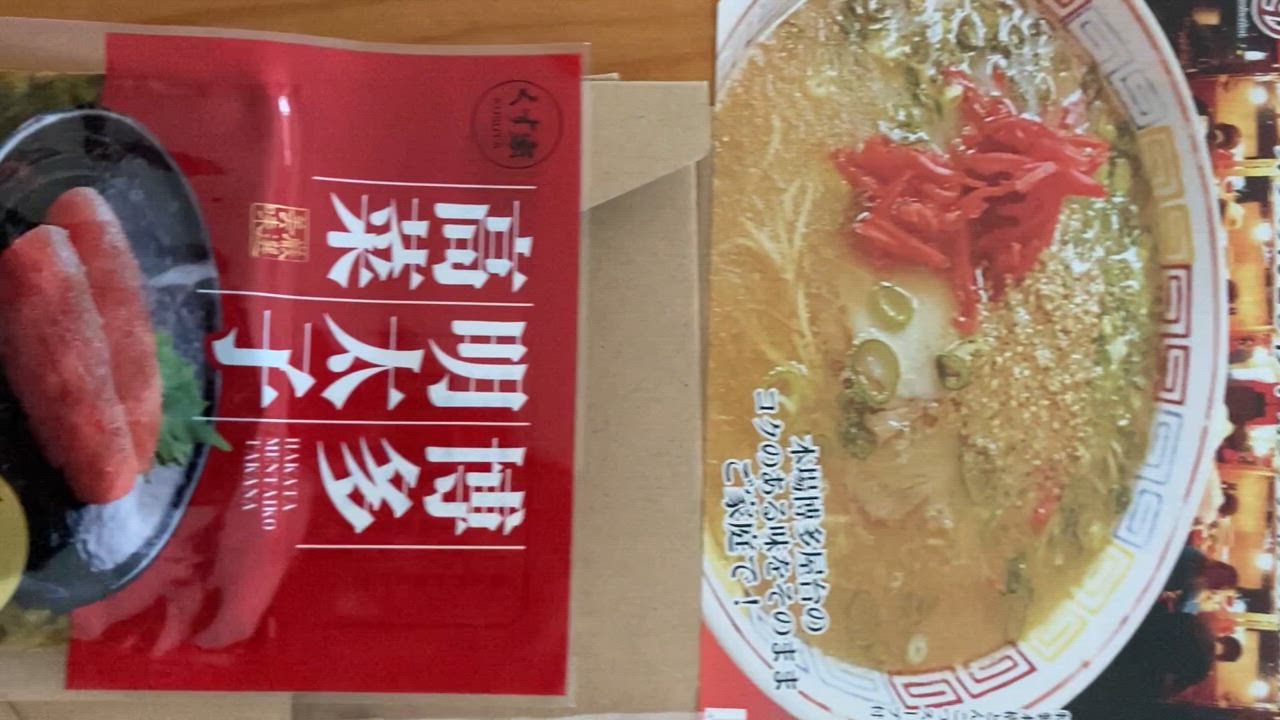 博多
明太子
高菜
HAKATA
MENTAIKO
TAKANA
本場博多屋台の
コクのある味をそのまま
ご家庭で!